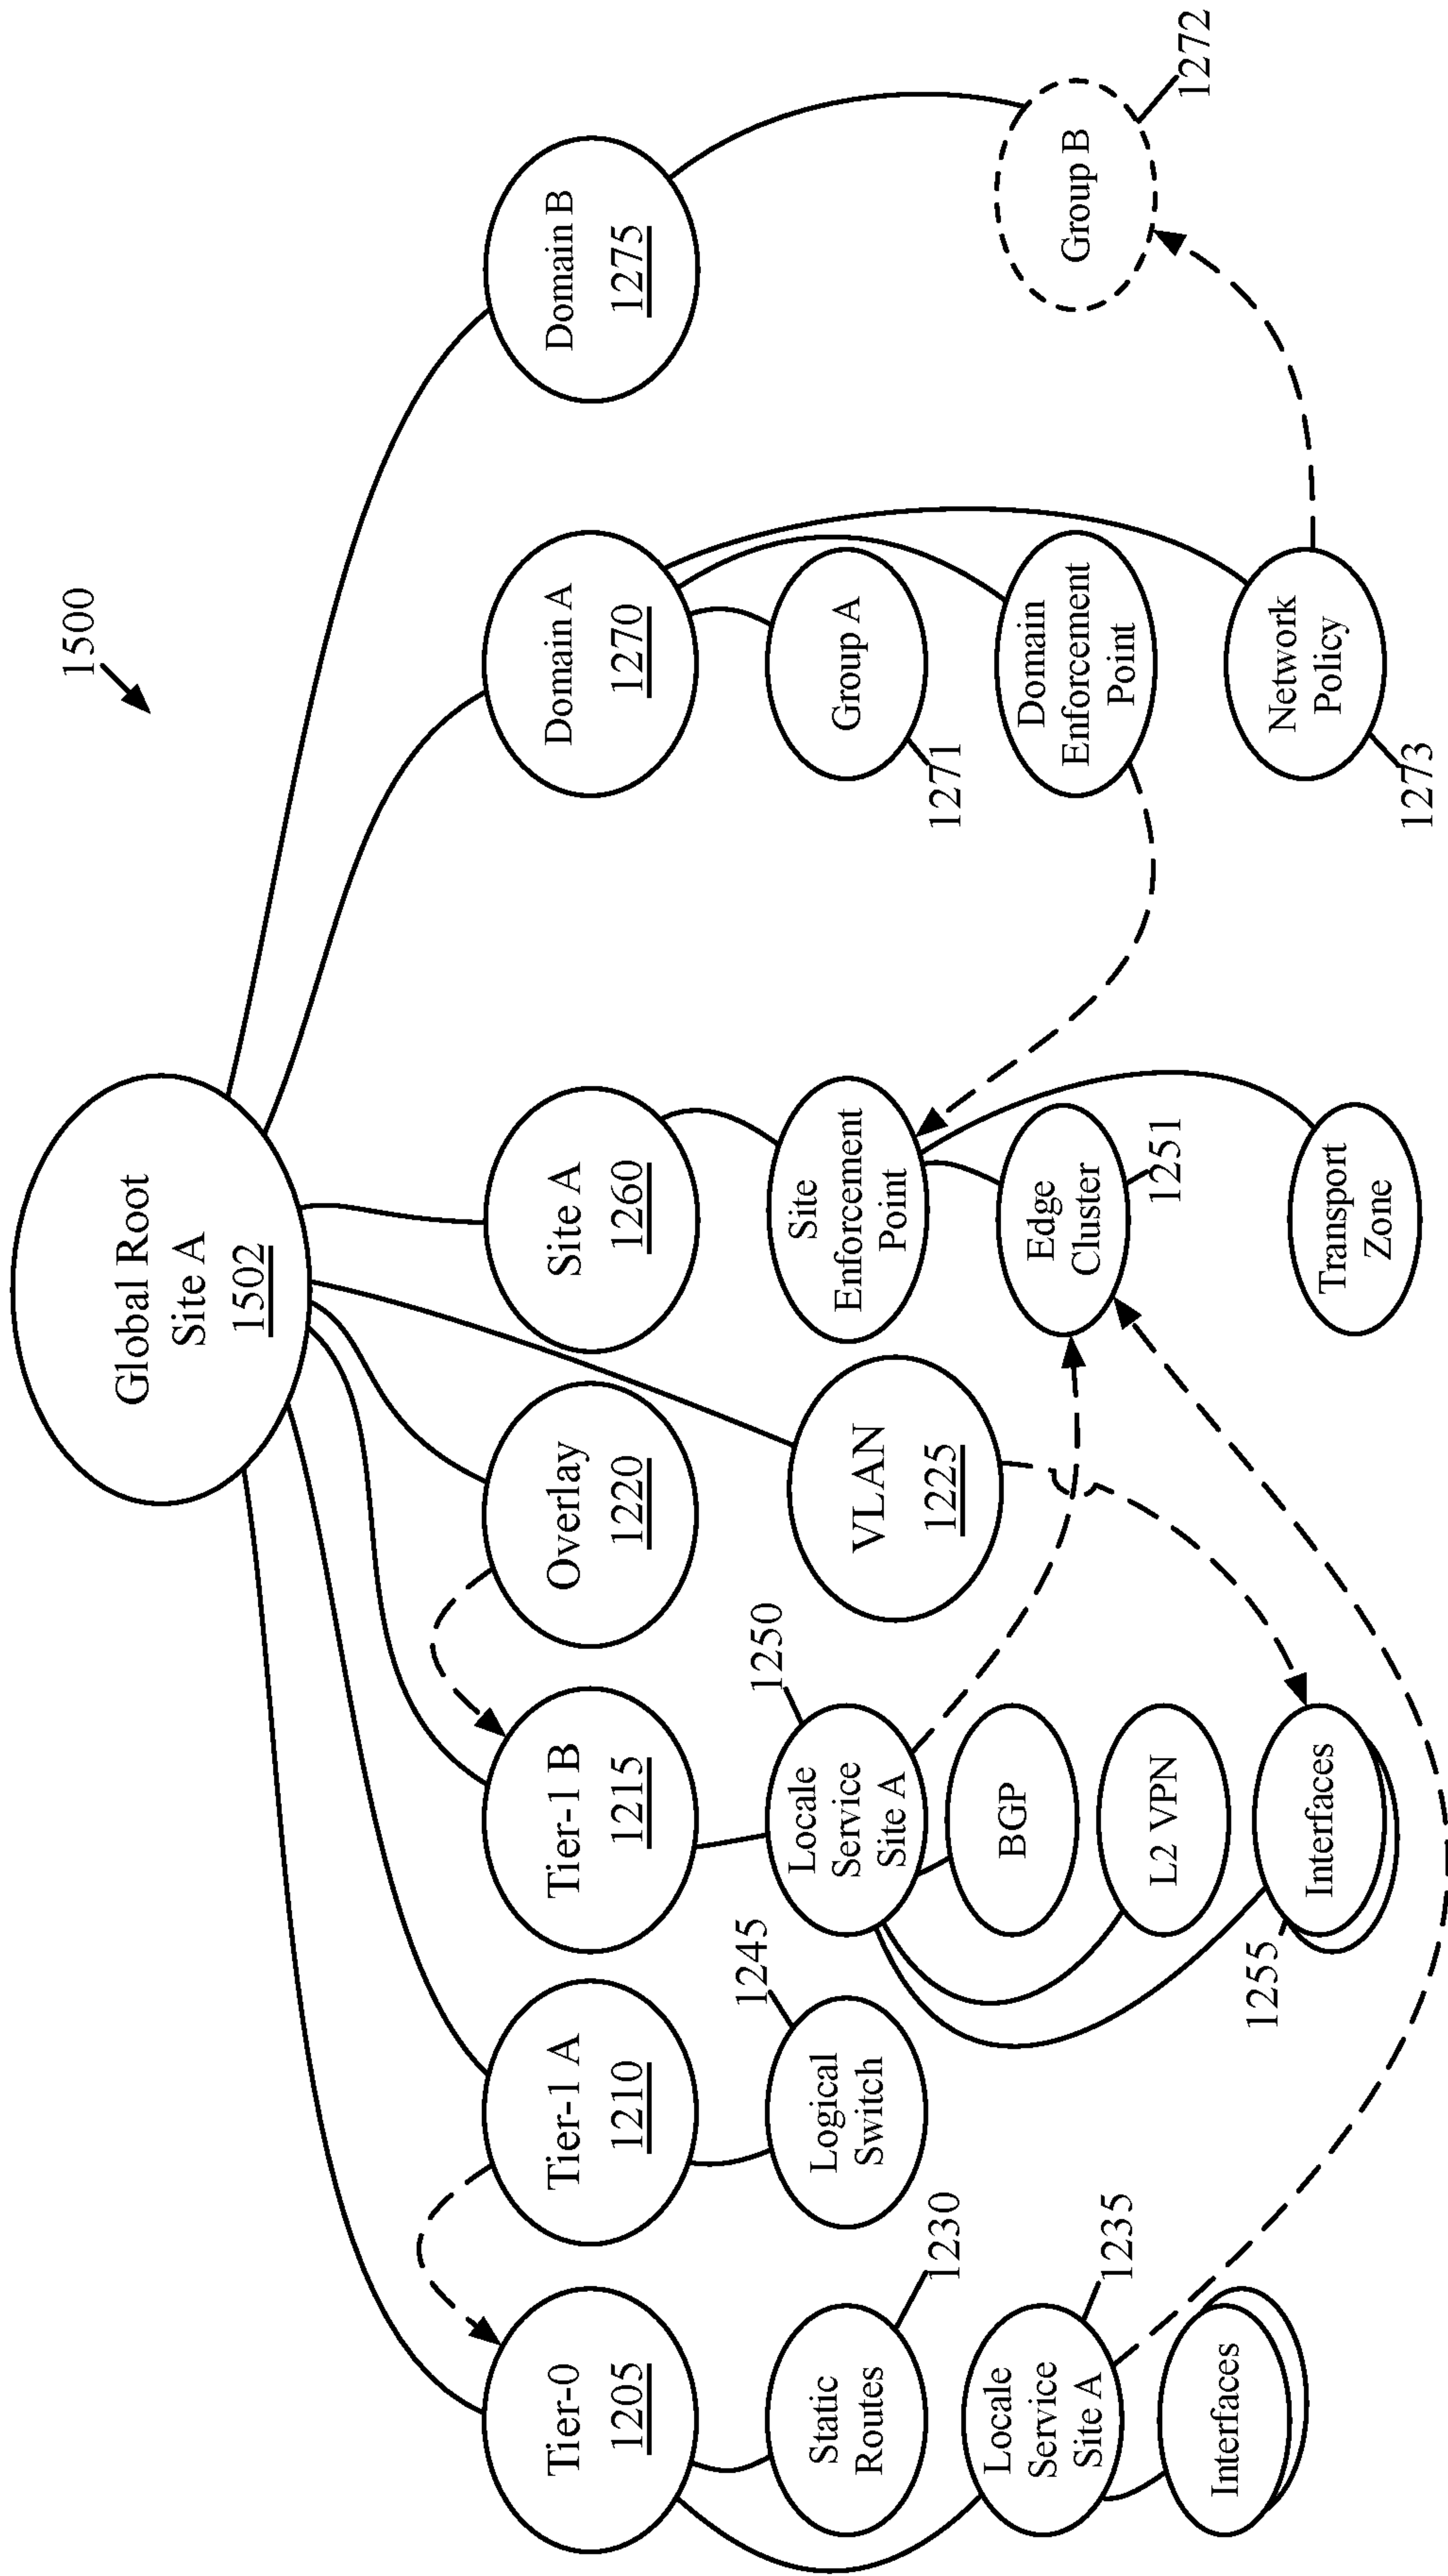 1500
Global Root
Site A
1502
Tier-0
1205
Tier-1 A
1210
Tier-1 B
1215
Overlay
1220
Site A
1260
Domain A
1270
Domain B
1275
Static
Routes
1230
Locale
Service
Site A
1235
Interfaces
Logical
Switch
1245
Locale
Service
Site A
1250
BGP
L2 VPN
Interfaces
1255
VLAN
1225
Site
Enforcement
Point
Edge
Cluster
1251
Transport
Zone
Group A
1271
Domain
Enforcement
Point
Network
Policy
1273
Group B
1272